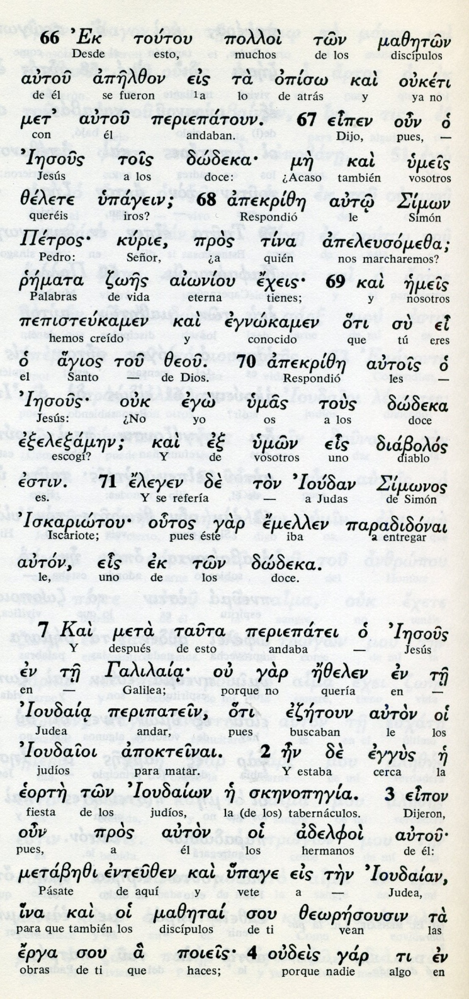 66 Ἐκ τούτου πολλοὶ τῶν μαθητῶν
Desde esto, muchos de los discípulos
αὐτοῦ ἀπῆλθον εἰς τὰ ὀπίσω καὶ οὐκέτι
de él se fueron a lo de atrás y ya no
μετ' αὐτοῦ περιεπάτουν. 67 εἶπεν οὖν ὁ
con él andaban. Dijo, pues, —
Ἰησοῦς τοῖς δώδεκα· μὴ καὶ ὑμεῖς
Jesús a los doce: ¿Acaso también vosotros
θέλετε ὑπάγειν; 68 ἀπεκρίθη αὐτῷ Σίμων
queréis iros? Respondió le Simón
Πέτρος· κύριε, πρὸς τίνα ἀπελευσόμεθα;
Pedro: Señor, ¿a quién nos marcharemos?
ῥήματα ζωῆς αἰωνίου ἔχεις· 69 καὶ ἡμεῖς
Palabras de vida eterna tienes; y nosotros
πεπιστεύκαμεν καὶ ἐγνώκαμεν ὅτι σὺ εἶ
hemos creído y conocido que tú eres
ὁ ἅγιος τοῦ θεοῦ. 70 ἀπεκρίθη αὐτοῖς ὁ
el Santo — de Dios. Respondió les —
Ἰησοῦς· οὐκ ἐγὼ ὑμᾶς τοὺς δώδεκα
Jesús: ¿No yo os a los doce
ἐξελεξάμην; καὶ ἐξ ὑμῶν εἷς διάβολός
escogí? Y de vosotros uno diablo
ἐστιν. 71 ἔλεγεν δὲ τὸν Ἰούδαν Σίμωνος
es. Y se refería — a Judas de Simón
Ἰσκαριώτου· οὗτος γὰρ ἔμελλεν παραδιδόναι
Iscariote; pues éste iba a entregar
αὐτόν, εἷς ἐκ τῶν δώδεκα.
le, uno de los doce.
7 Καὶ μετὰ ταῦτα περιεπάτει ὁ Ἰησοῦς
Y después de esto andaba — Jesús
ἐν τῇ Γαλιλαίᾳ· οὐ γὰρ ἤθελεν ἐν τῇ
en — Galilea; porque no quería en —
Ἰουδαίᾳ περιπατεῖν, ὅτι ἐζήτουν αὐτὸν οἱ
Judea andar, pues buscaban le los
Ἰουδαῖοι ἀποκτεῖναι. 2 ἦν δὲ ἐγγὺς ἡ
judíos para matar. Y estaba cerca la
ἑορτὴ τῶν Ἰουδαίων ἡ σκηνοπηγία. 3 εἶπον
fiesta de los judíos, la (de los) tabernáculos. Dijeron,
οὖν πρὸς αὐτὸν οἱ ἀδελφοὶ αὐτοῦ·
pues, a él los hermanos de él:
μετάβηθι ἐντεῦθεν καὶ ὕπαγε εἰς τὴν Ἰουδαίαν,
Pásate de aquí y vete a — Judea,
ἵνα καὶ οἱ μαθηταί σου θεωρήσουσιν τὰ
para que también los discípulos de ti vean las
ἔργα σου ἃ ποιεῖς· 4 οὐδεὶς γάρ τι ἐν
obras de ti que haces; porque nadie algo en